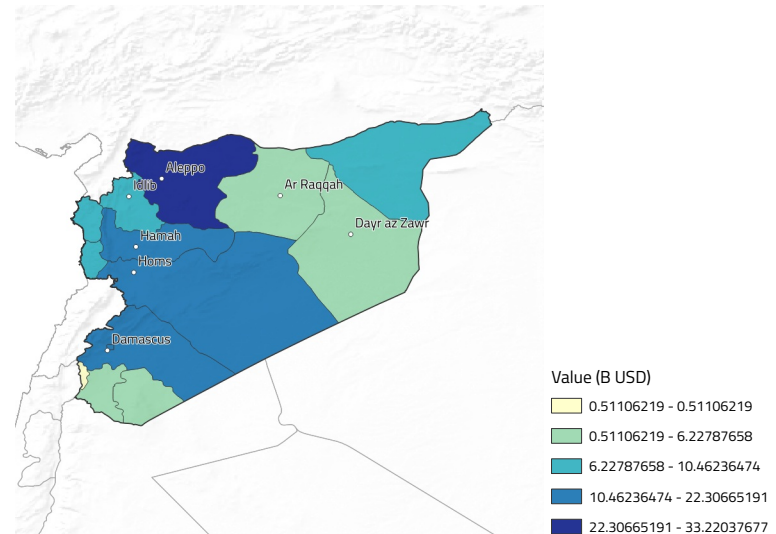 Aleppo
Idlib
Ar Raqqah
Dayr az Zawr
Hamah
Homs
Damascus
Value (B USD)
0.51106219 - 0.51106219
0.51106219 - 6.22787658
6.22787658 - 10.46236474
10.46236474 - 22.30665191
22.30665191 - 33.22037677